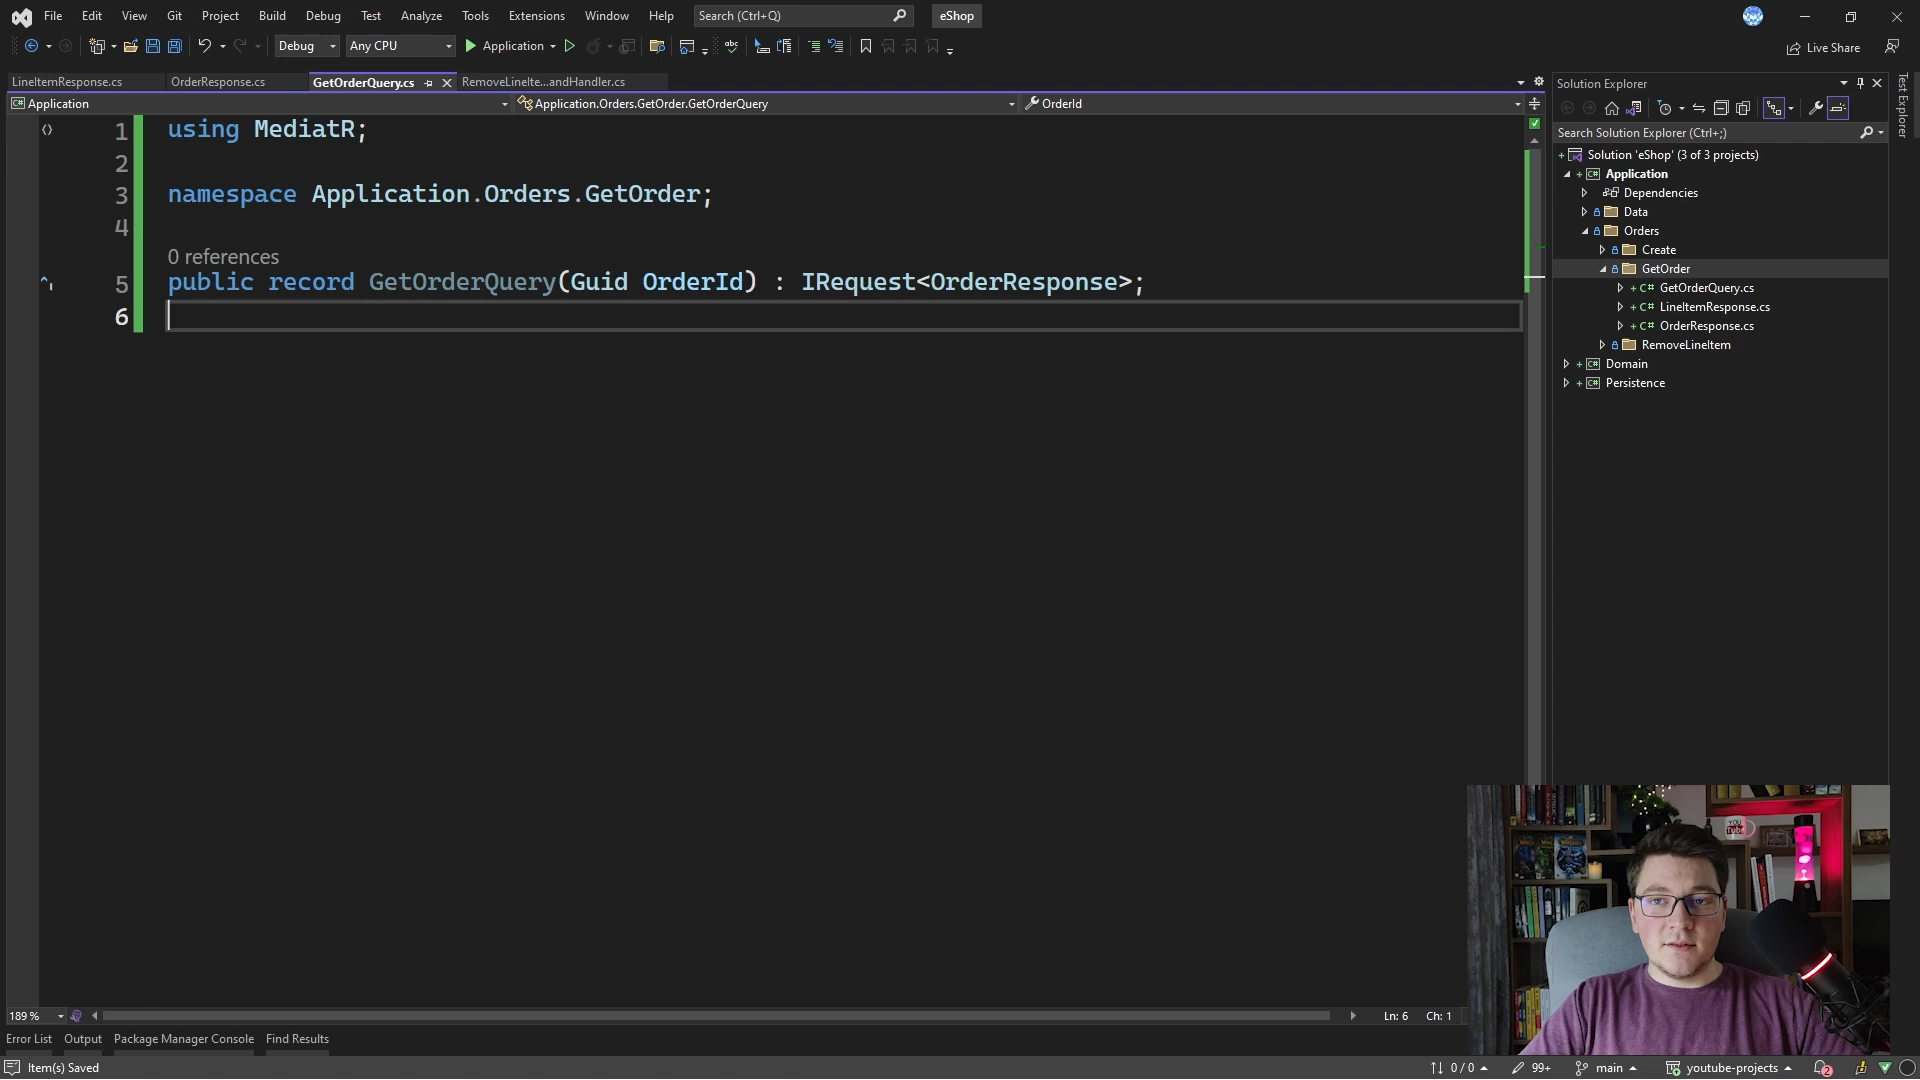 File Edit View Git Project Build Debug Test Analyze Tools Extensions Window Help Search (Ctrl+Q) eShop
Debug Any CPU Application Live Share
LineItemResponse.cs OrderResponse.cs GetOrderQuery.cs RemoveLineIte...andHandler.cs
Application Application.Orders.GetOrder.GetOrderQuery OrderId
1 using MediatR;
2
3 namespace Application.Orders.GetOrder;
4
0 references
5 public record GetOrderQuery(Guid OrderId) : IRequest<OrderResponse>;
6
Solution Explorer
Search Solution Explorer (Ctrl+;)
Solution 'eShop' (3 of 3 projects)
Application
Dependencies
Data
Orders
Create
GetOrder
C# GetOrderQuery.cs
C# LineItemResponse.cs
C# OrderResponse.cs
RemoveLineItem
C# Domain
C# Persistence
Test Explorer
YOU
Tube
189 % Ln: 6 Ch: 1
Error List Output Package Manager Console Find Results
Item(s) Saved 0 / 0 99+ main youtube-projects 2